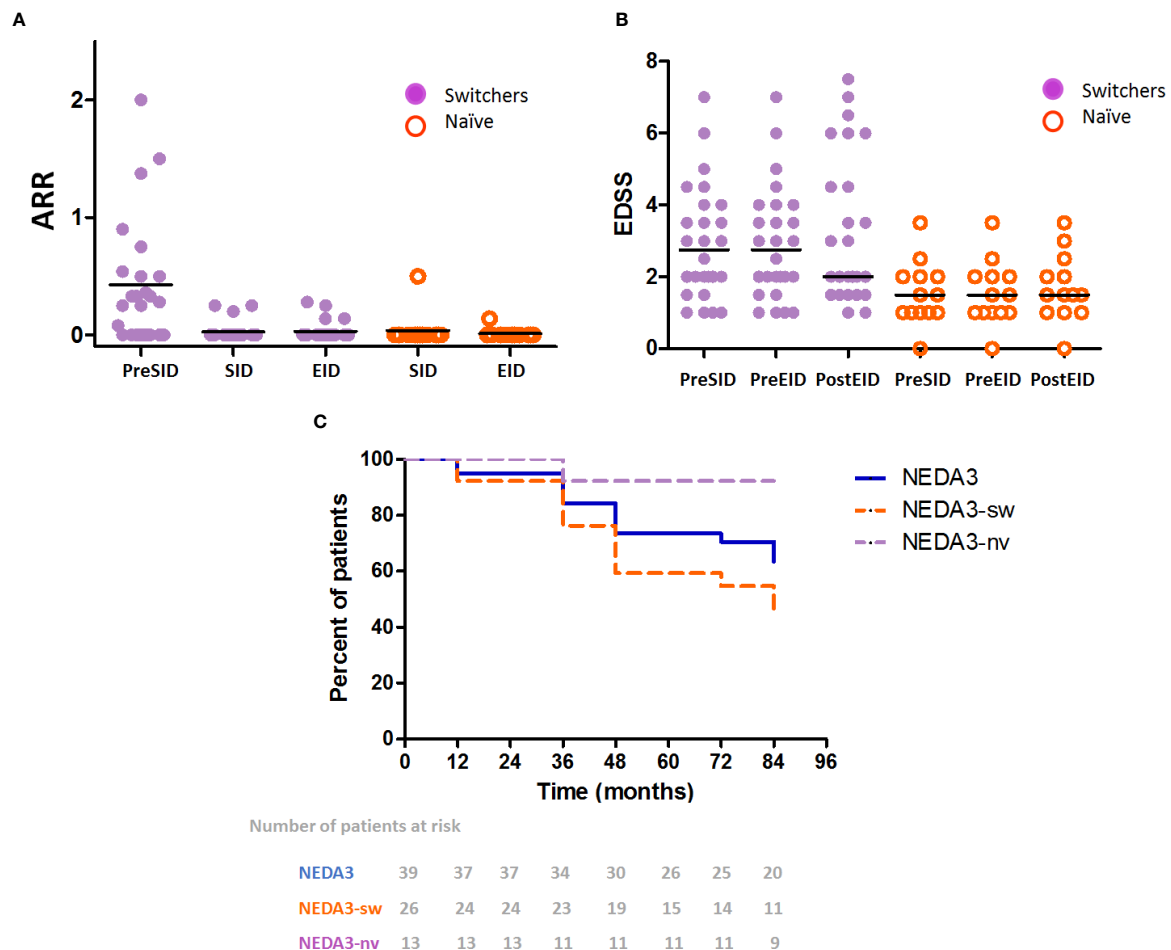 A
2
1
0
ARR
Switchers
Naïve
PreSID SID EID SID EID
B
8
6
4
2
0
EDSS
Switchers
Naïve
PreSID PreEID PostEID PreSID PreEID PostEID
C
100
80
60
40
20
0
Percent of patients
0 12 24 36 48 60 72 84 96
Time (months)
NEDA3
NEDA3-sw
NEDA3-nv
Number of patients at risk
NEDA3 39 37 37 34 30 26 25 20
NEDA3-sw 26 24 24 23 19 15 14 11
NEDA3-nv 13 13 13 11 11 11 11 9